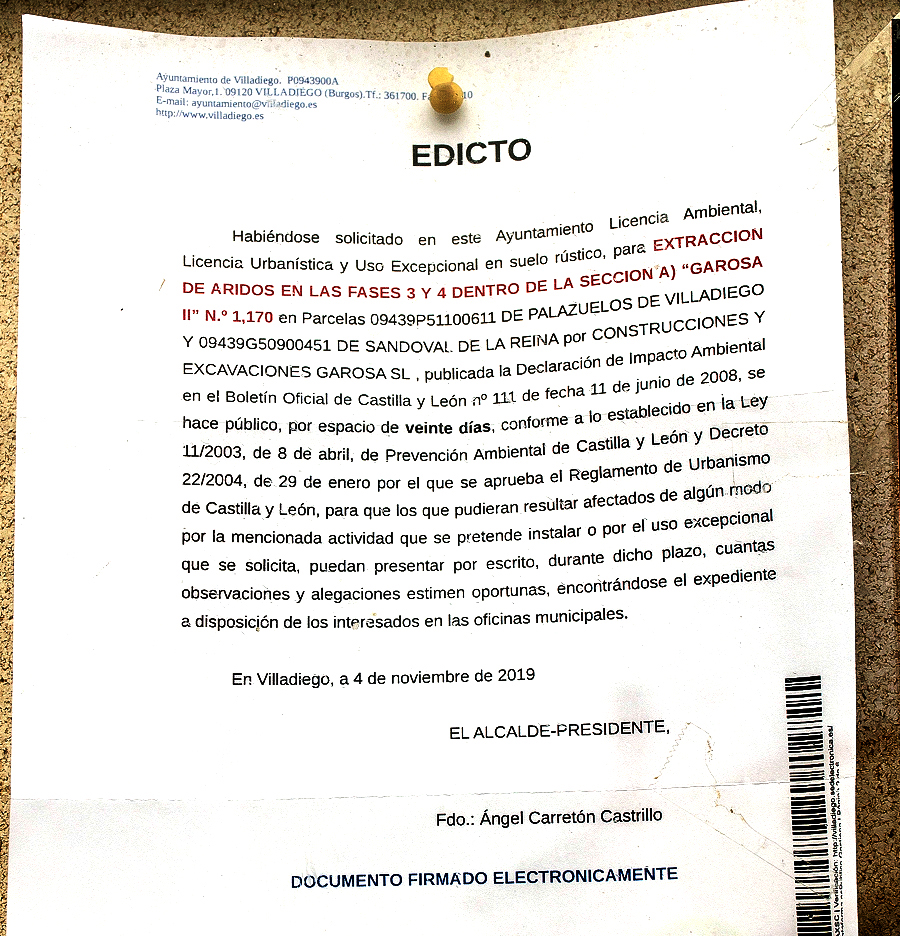 Ayuntamiento de Villadiego. P0943900A
Plaza Mayor,1. 09120 VILLADIEGO (Burgos).Tf.: 361700. 10
E-mail: ayuntamiento@villadiego.es
http://www.villadiego.es
EDICTO
Habiéndose solicitado en este Ayuntamiento Licencia Ambiental,
Licencia Urbanística y Uso Excepcional en suelo rústico, para EXTRACCION
DE ARIDOS EN LAS FASES 3 Y 4 DENTRO DE LA SECCION A) “GAROSA
II” N.º 1,170 en Parcelas 09439P51100611 DE PALAZUELOS DE VILLADIEGO
Y 09439G50900451 DE SANDOVAL DE LA REINA por CONSTRUCCIONES Y
EXCAVACIONES GAROSA SL , publicada la Declaración de Impacto Ambiental
en el Boletín Oficial de Castilla y León nº 111 de fecha 11 de junio de 2008, se
hace público, por espacio de veinte días, conforme a lo establecido en la Ley
11/2003, de 8 de abril, de Prevención Ambiental de Castilla y León y Decreto
22/2004, de 29 de enero por el que se aprueba el Reglamento de Urbanismo
de Castilla y León, para que los que pudieran resultar afectados de algún modo
por la mencionada actividad que se pretende instalar o por el uso excepcional
que se solicita, puedan presentar por escrito, durante dicho plazo, cuantas
observaciones y alegaciones estimen oportunas, encontrándose el expediente
a disposición de los interesados en las oficinas municipales.
En Villadiego, a 4 de noviembre de 2019
EL ALCALDE-PRESIDENTE,
Fdo.: Ángel Carretón Castrillo
DOCUMENTO FIRMADO ELECTRONICAMENTE
Verificación: http://villadiego.sedelectronica.es/